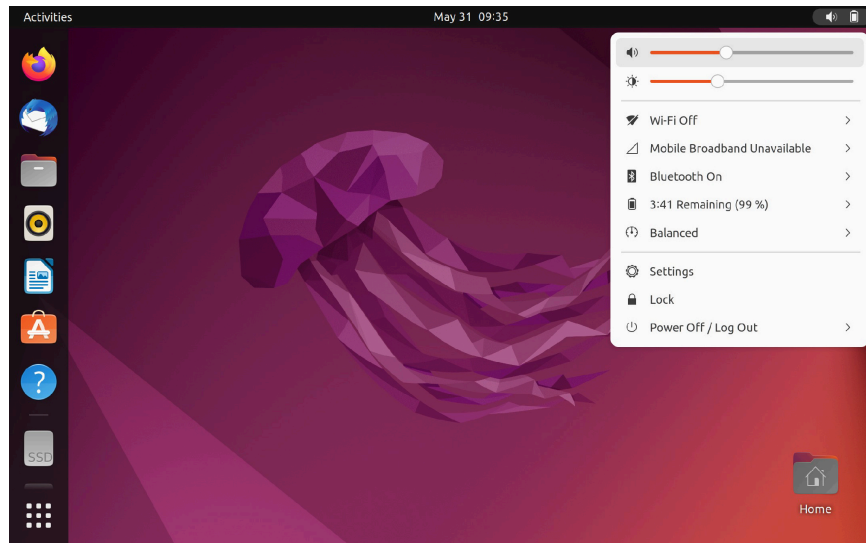 Activities
May 31 09:35
Wi-Fi Off
Mobile Broadband Unavailable
Bluetooth On
3:41 Remaining (99 %)
Balanced
Settings
Lock
Power Off / Log Out
?
SSD
Home